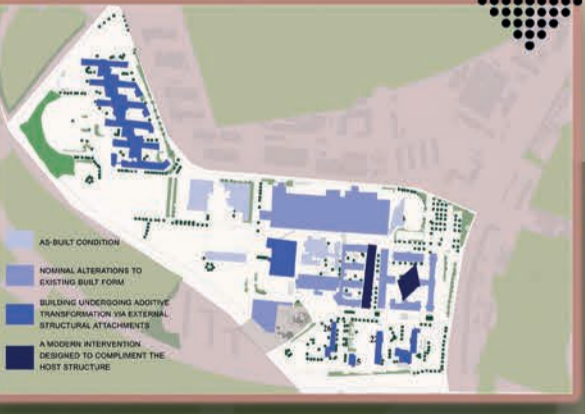 AS-BUILT CONDITION
NOMINAL ALTERATIONS TO
EXISTING BUILT FORM
BUILDING UNDERGOING ADDITIVE
TRANSFORMATION VIA EXTERNAL
STRUCTURAL ATTACHMENTS
A MODERN INTERVENTION
DESIGNED TO COMPLIMENT THE
HOST STRUCTURE